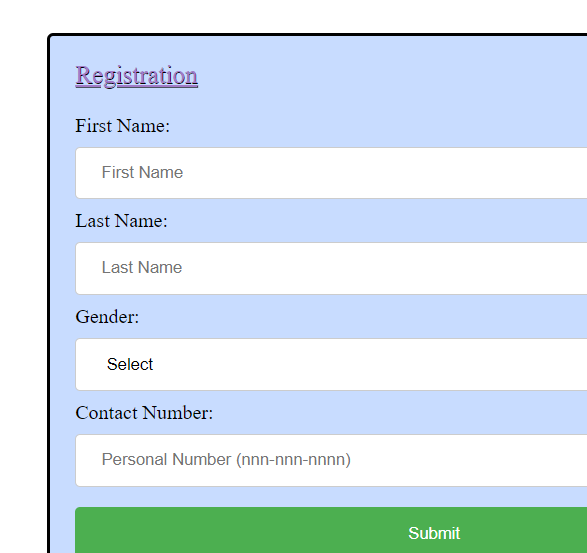 Registration
First Name:
First Name
Last Name:
Last Name
Gender:
Select
Contact Number:
Personal Number (nnn-nnn-nnnn)
Submit